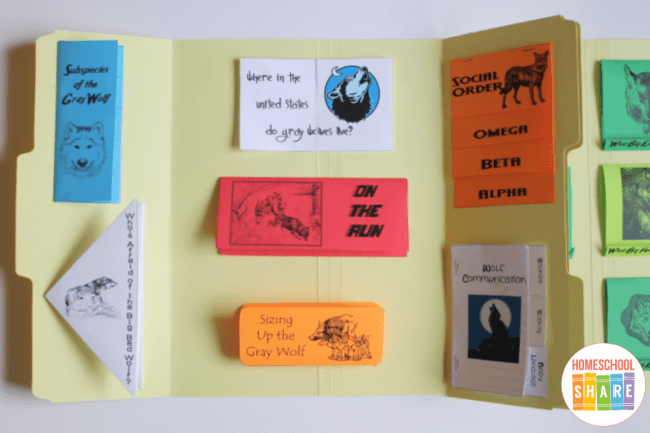 Subspecies
of the
Gray Wolf
Who's Afraid of the Big Bad Wolf?
Where in the
united States
do gray wolves live?
ON
THE
RUN
Sizing
Up the
Gray Wolf
SOCIAL
ORDER
OMEGA
BETA
ALPHA
Wolf
Communication
Body
Language
HOMESCHOOL
SHARE